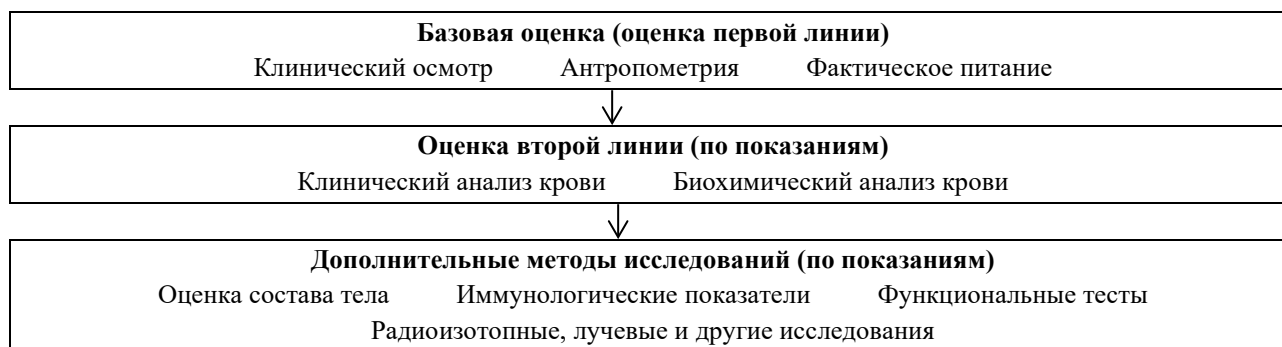 Базовая оценка (оценка первой линии)
Клинический осмотр Антропометрия Фактическое питание
Оценка второй линии (по показаниям)
Клинический анализ крови Биохимический анализ крови
Дополнительные методы исследований (по показаниям)
Оценка состава тела Иммунологические показатели Функциональные тесты
Радиоизотопные, лучевые и другие исследования